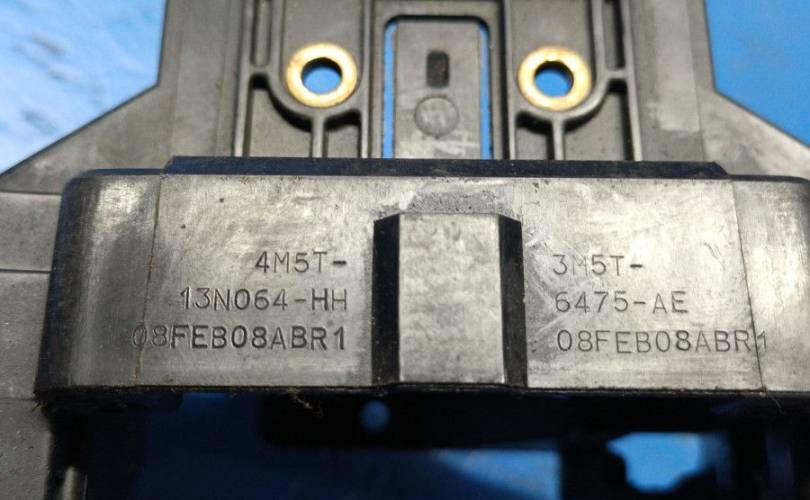 4M5T-
13N064-HH
08FEB08ABR1
3M5T-
6475-AE
08FEB08ABR1